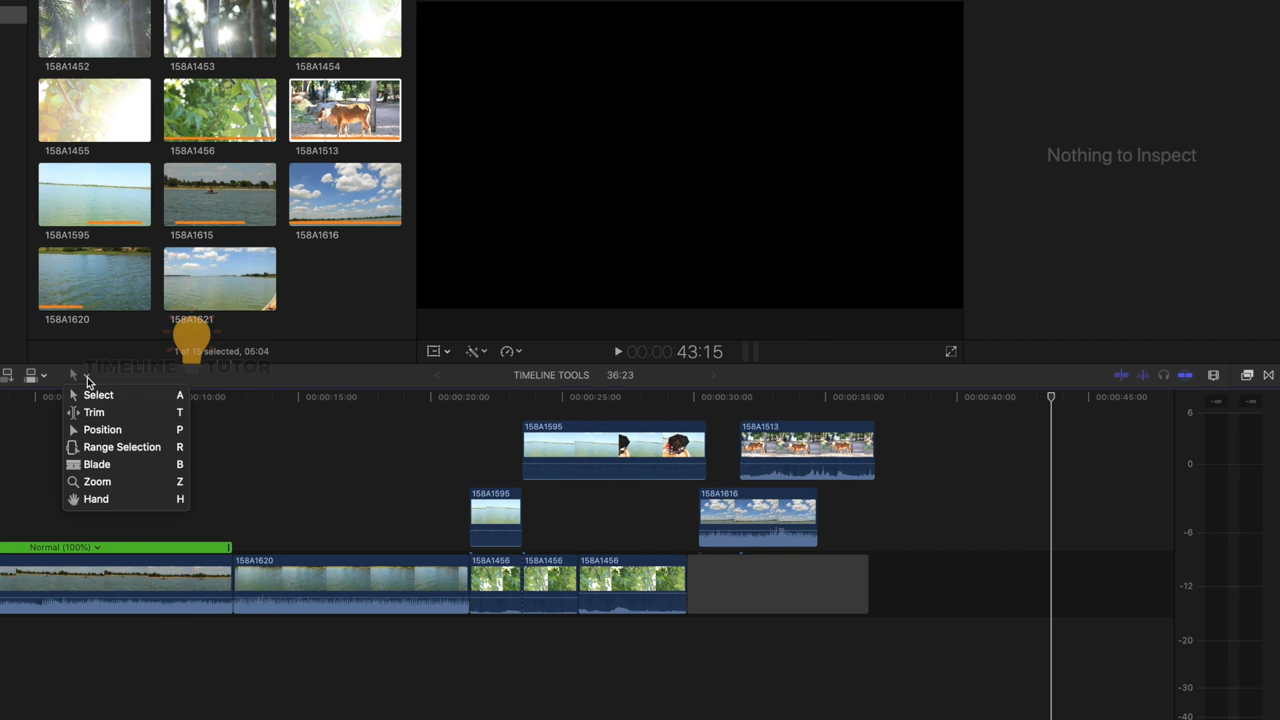 158A1452
158A1453
158A1454
158A1455
158A1456
158A1513
158A1595
158A1615
158A1616
158A1620
158A1621
1 of 15 selected, 05:04
Nothing to Inspect
00:00:00:43:15
TIMELINE TUTOR
TIMELINE TOOLS 36:23
Select A
Trim T
Position P
Range Selection R
Blade B
Zoom Z
Hand H
00:00:15:00
00:00:20:00
00:00:25:00
00:00:30:00
00:00:35:00
00:00:40:00
00:00:45:00
158A1595
158A1513
158A1595
158A1616
Normal (100%)
158A1620
158A1456
158A1456
158A1456
-∞ -∞
6
0
-6
-12
-20
-30
-40